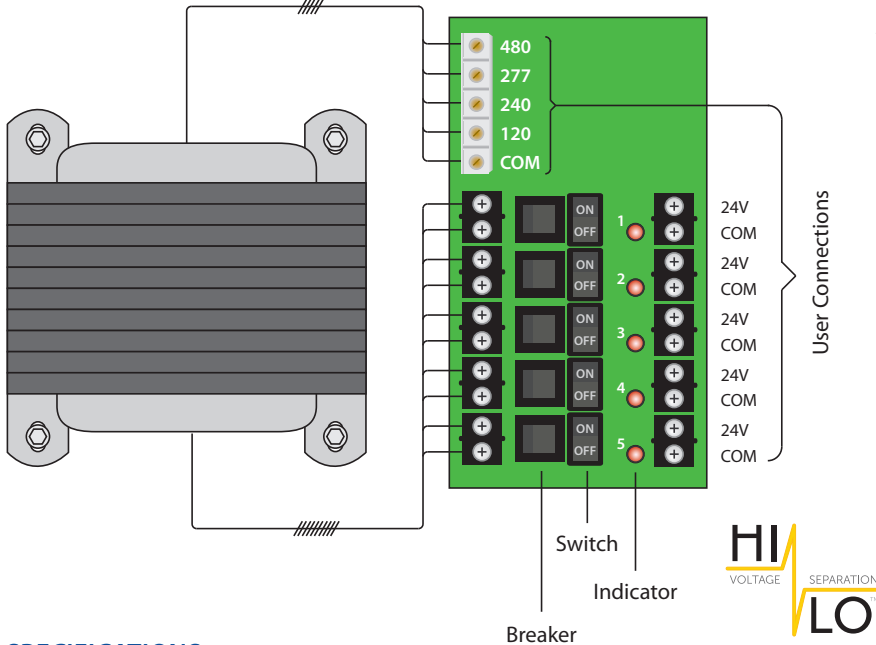 480
277
240
120
COM
ON
OFF
1
24V
COM
ON
OFF
2
24V
COM
ON
OFF
3
24V
COM
ON
OFF
4
24V
COM
ON
OFF
5
24V
COM
User Connections
Switch
Indicator
Breaker
HI
VOLTAGE SEPARATION
LO